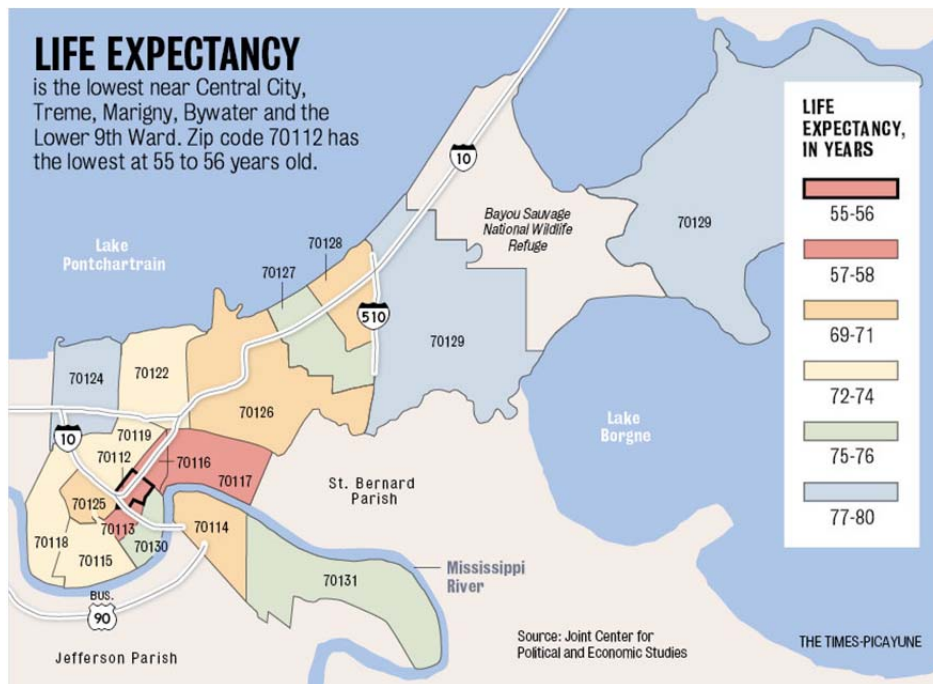 LIFE EXPECTANCY
is the lowest near Central City,
Treme, Marigny, Bywater and the
Lower 9th Ward. Zip code 70112 has
the lowest at 55 to 56 years old.
LIFE
EXPECTANCY,
IN YEARS
55-56
57-58
69-71
72-74
75-76
77-80
10
Bayou Sauvage
National Wildlife
Refuge
70129
Lake
Pontchartrain
70128
70127
510
70129
70124
70122
70126
Lake
Borgne
10
70119
70112
70116
70117
St. Bernard
Parish
70125
70113
70114
70118
70130
70115
70131
Mississippi
River
BUS.
90
Jefferson Parish
Source: Joint Center for
Political and Economic Studies
THE TIMES-PICAYUNE